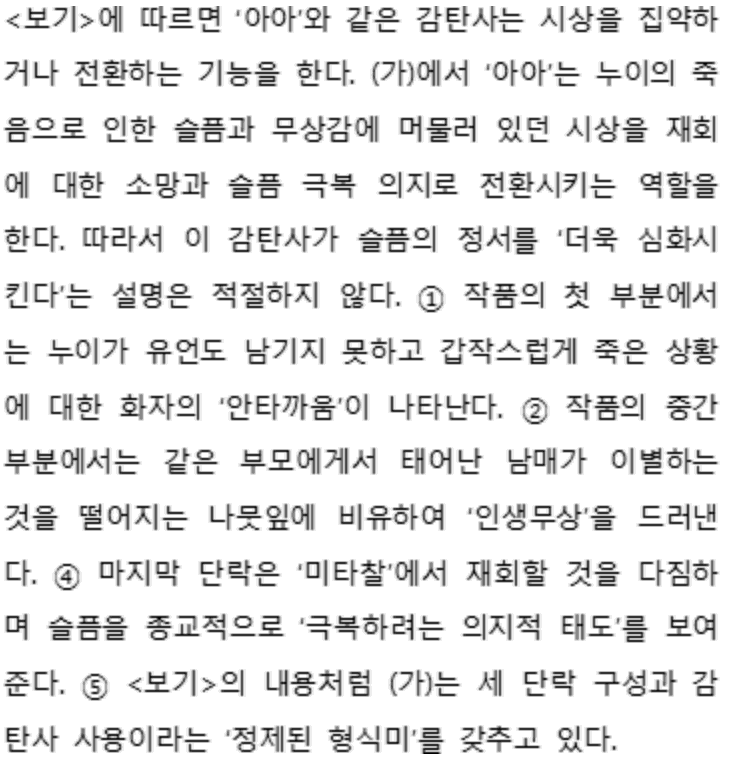 <보기>에 따르면 '아아'와 같은 감탄사는 시상을 집약하
거나 전환하는 기능을 한다. (가)에서 '아아'는 누이의 죽
음으로 인한 슬픔과 무상감에 머물러 있던 시상을 재회
에 대한 소망과 슬픔 극복 의지로 전환시키는 역할을
한다. 따라서 이 감탄사가 슬픔의 정서를 '더욱 심화시
킨다'는 설명은 적절하지 않다. ① 작품의 첫 부분에서
는 누이가 유언도 남기지 못하고 갑작스럽게 죽은 상황
에 대한 화자의 '안타까움'이 나타난다. ② 작품의 중간
부분에서는 같은 부모에게서 태어난 남매가 이별하는
것을 떨어지는 나뭇잎에 비유하여 '인생무상'을 드러낸
다. ④ 마지막 단락은 '미타찰'에서 재회할 것을 다짐하
며 슬픔을 종교적으로 '극복하려는 의지적 태도'를 보여
준다. ⑤ <보기>의 내용처럼 (가)는 세 단락 구성과 감
탄사 사용이라는 '정제된 형식미'를 갖추고 있다.